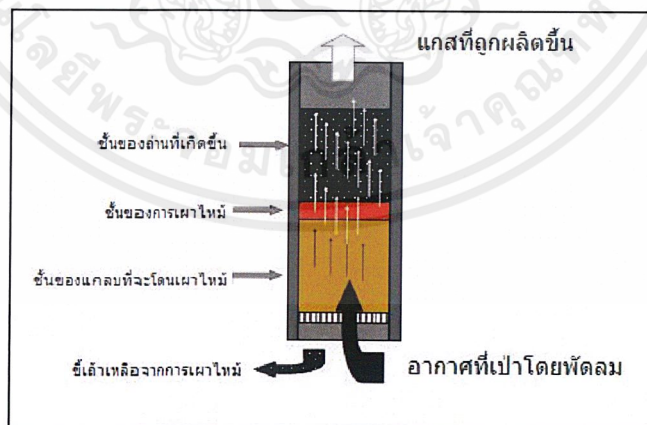 แกสที่ถูกผลิตขึ้น
ชั้นของถ่านที่เกิดขึ้น
ชั้นของการเผาไหม้
ชั้นของแกลบที่จะโดนเผาไหม้
ขี้เถ้าเหลือจากการเผาไหม้
อากาศที่เป่าโดยพัดลม